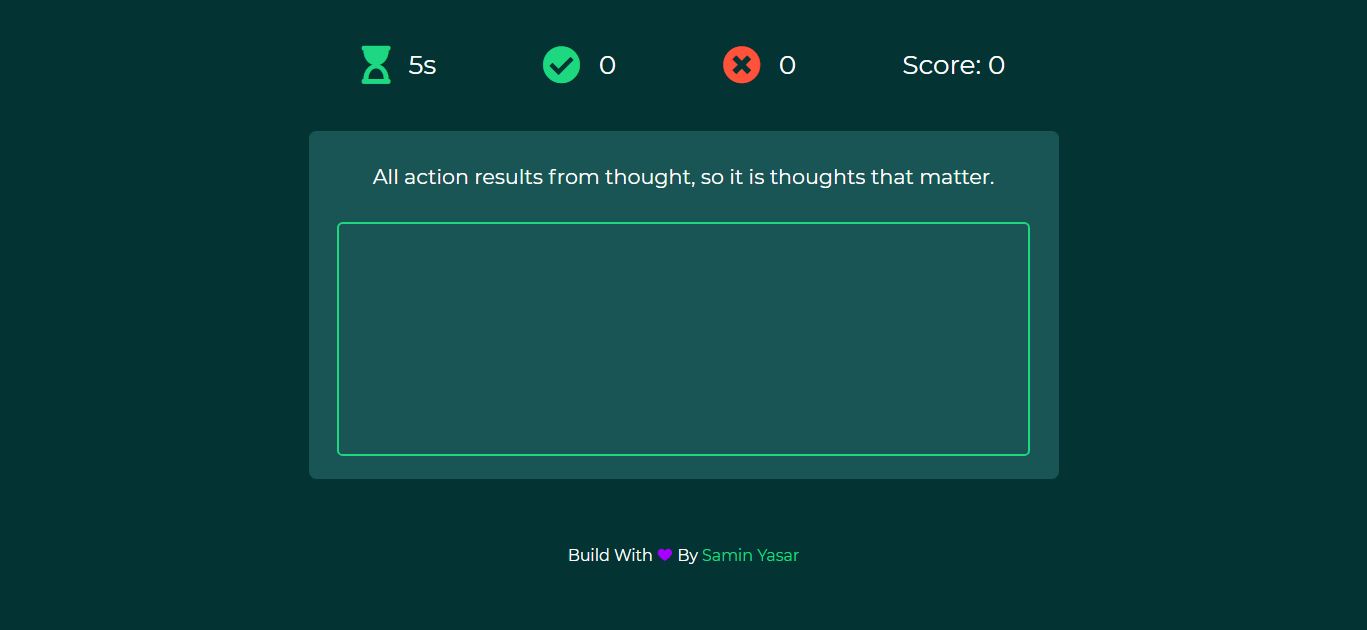 5s 0 0 Score: 0
All action results from thought, so it is thoughts that matter.
Build With 💜 By Samin Yasar